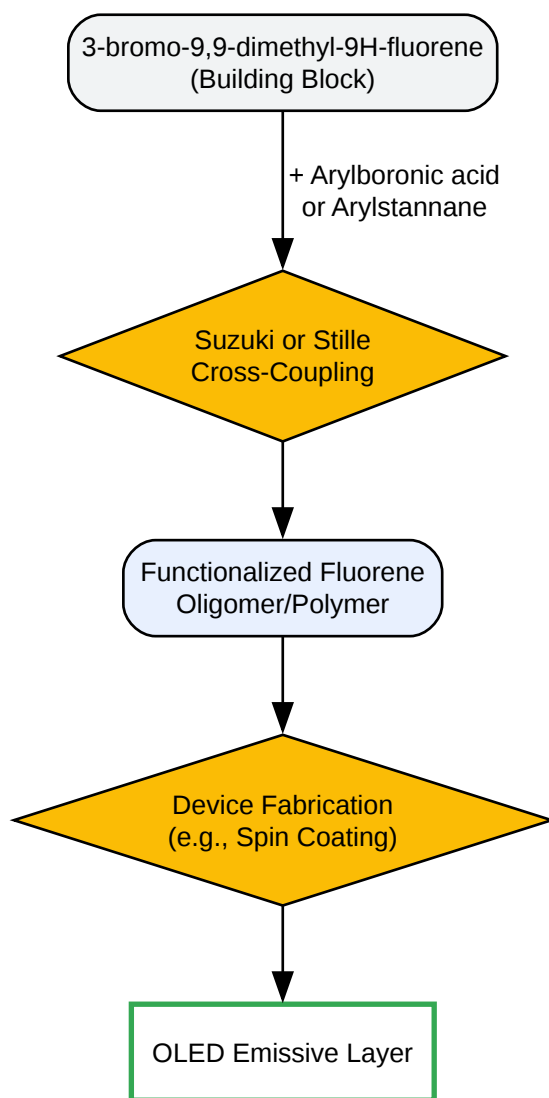 3-bromo-9,9-dimethyl-9H-fluorene
(Building Block)
+ Arylboronic acid
or Arylstannane
Suzuki or Stille
Cross-Coupling
Functionalized Fluorene
Oligomer/Polymer
Device Fabrication
(e.g., Spin Coating)
OLED Emissive Layer